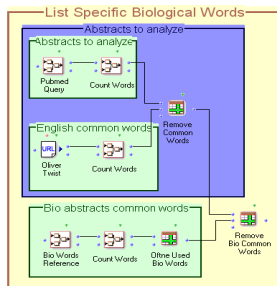 List Specific Biological Words
Abstracts to analyze
Abstracts to analyze
Pubmed
Query
Count Words
Remove
Common
Words
English common words
URL
Oliver
Twist
Count Words
Bio abstracts common words
Bio Words
Reference
Count Words
Oftne Used
Bio Words
Remove
Bio Common
Words